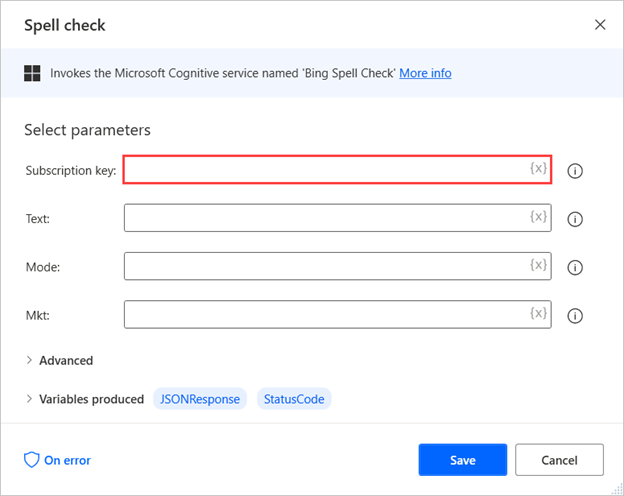 Spell check
Invokes the Microsoft Cognitive service named 'Bing Spell Check' More info
Select parameters
Subscription key: {x}
Text: {x}
Mode: {x}
Mkt: {x}
Advanced
Variables produced JSONResponse StatusCode
On error Save Cancel